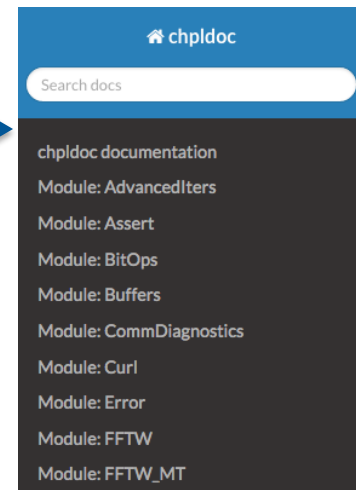 chpldoc
Search docs
chpldoc documentation
Module: AdvancedIters
Module: Assert
Module: BitOps
Module: Buffers
Module: CommDiagnostics
Module: Curl
Module: Error
Module: FFTW
Module: FFTW_MT